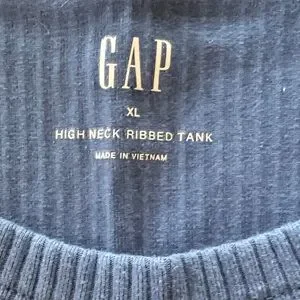 GAP
XL
HIGH NECK RIBBED TANK
MADE IN VIETNAM